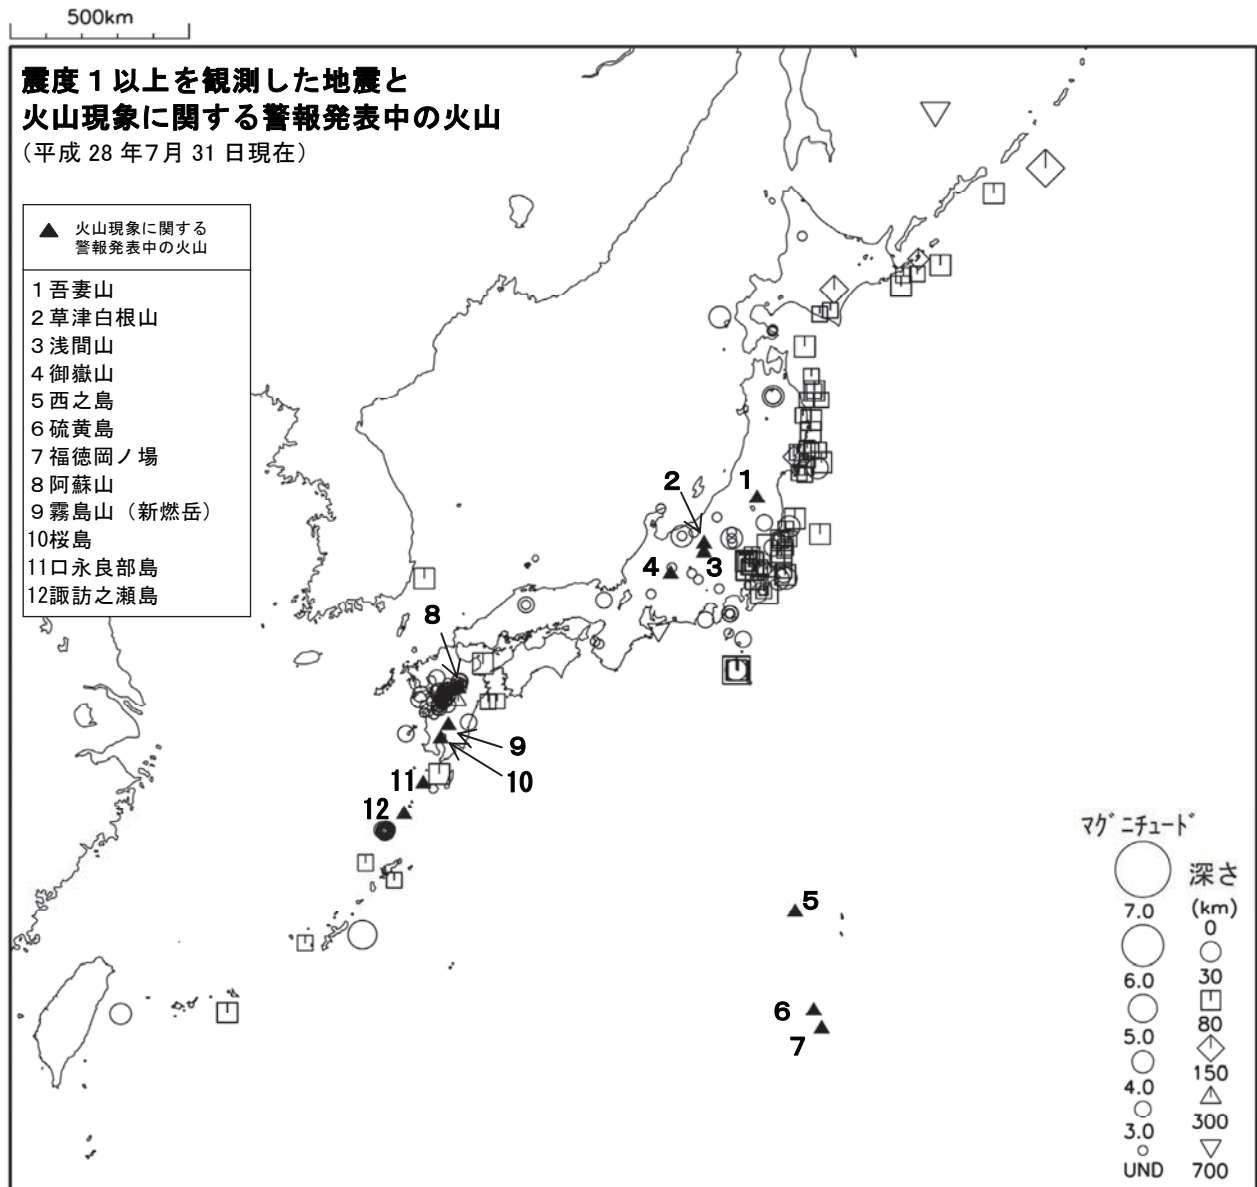 500km
震度１以上を観測した地震と
火山現象に関する警報発表中の火山
（平成 28 年７月 31 日現在）
▲ 火山現象に関する
警報発表中の火山
１吾妻山
２草津白根山
３浅間山
４御嶽山
５西之島
６硫黄島
７福徳岡ノ場
８阿蘇山
９霧島山（新燃岳）
10桜島
11口永良部島
12諏訪之瀬島
1
2
3
4
8
9
10
11
12
5
6
7
マグニチュード
7.0
6.0
5.0
4.0
3.0
UND
深さ
(km)
0
30
80
150
300
700